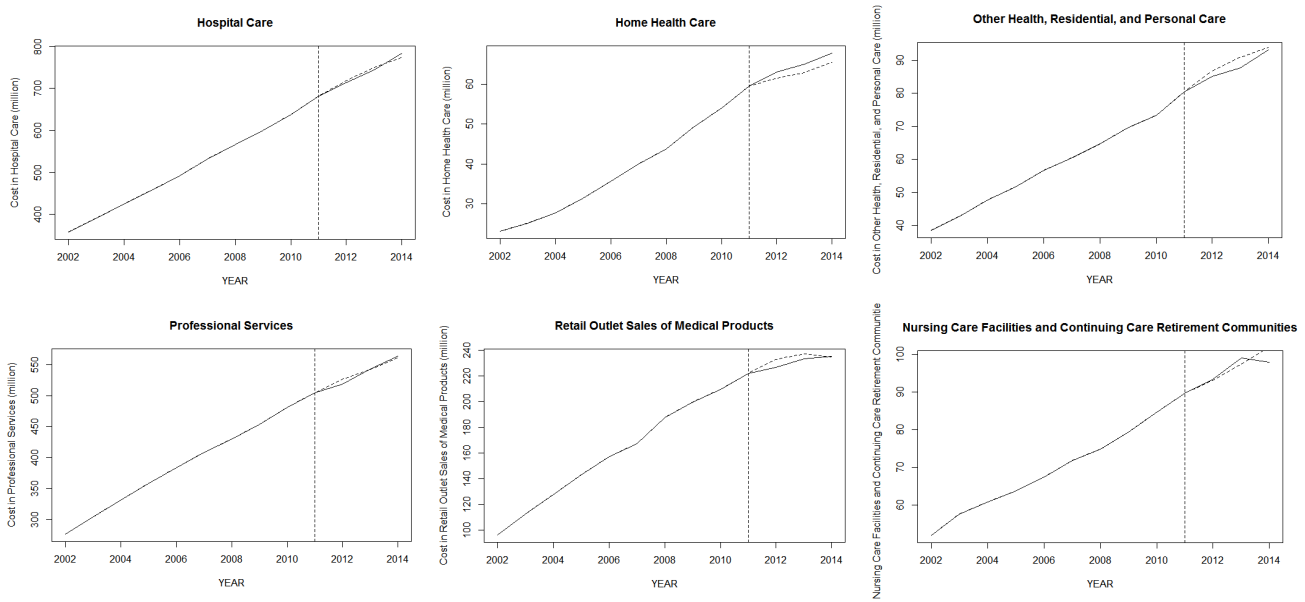 Hospital Care
Cost in Hospital Care (million)
800
700
600
500
400
2002 2004 2006 2008 2010 2012 2014
YEAR
Home Health Care
Cost in Home Health Care (million)
60
50
40
30
2002 2004 2006 2008 2010 2012 2014
YEAR
Other Health, Residential, and Personal Care
Cost in Other Health, Residential, and Personal Care (million)
90
80
70
60
50
40
2002 2004 2006 2008 2010 2012 2014
YEAR
Professional Services
Cost in Professional Services (million)
550
500
450
400
350
300
2002 2004 2006 2008 2010 2012 2014
YEAR
Retail Outlet Sales of Medical Products
Cost in Retail Outlet Sales of Medical Products (million)
240
220
200
180
160
140
120
100
2002 2004 2006 2008 2010 2012 2014
YEAR
Nursing Care Facilities and Continuing Care Retirement Communities
Nursing Care Facilities and Continuing Care Retirement Communitie
100
90
80
70
60
2002 2004 2006 2008 2010 2012 2014
YEAR